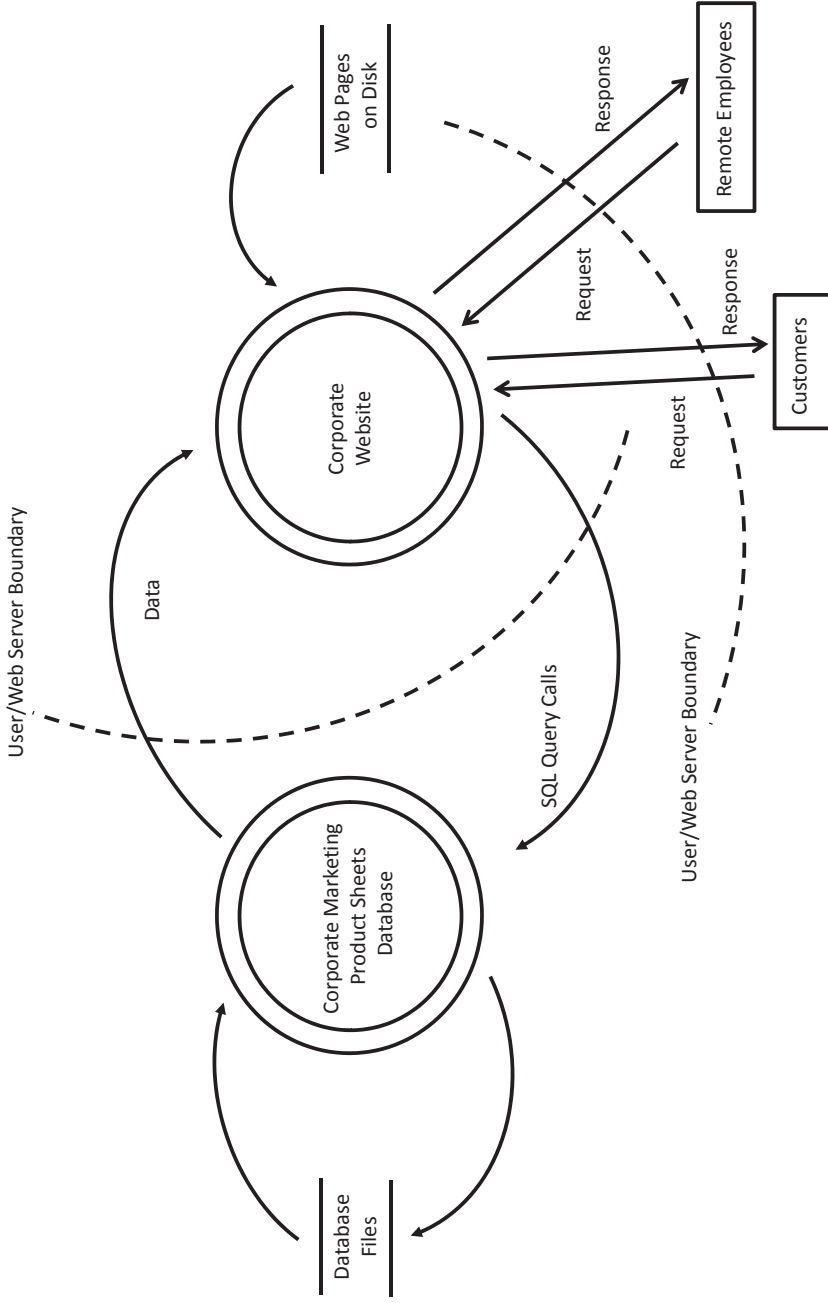 User/Web Server Boundary
Data
Web Pages
on Disk
Corporate
Website
Response
Request
Remote Employees
Response
Request
Customers
Corporate Marketing
Product Sheets
Database
SQL Query Calls
User/Web Server Boundary
Database
Files